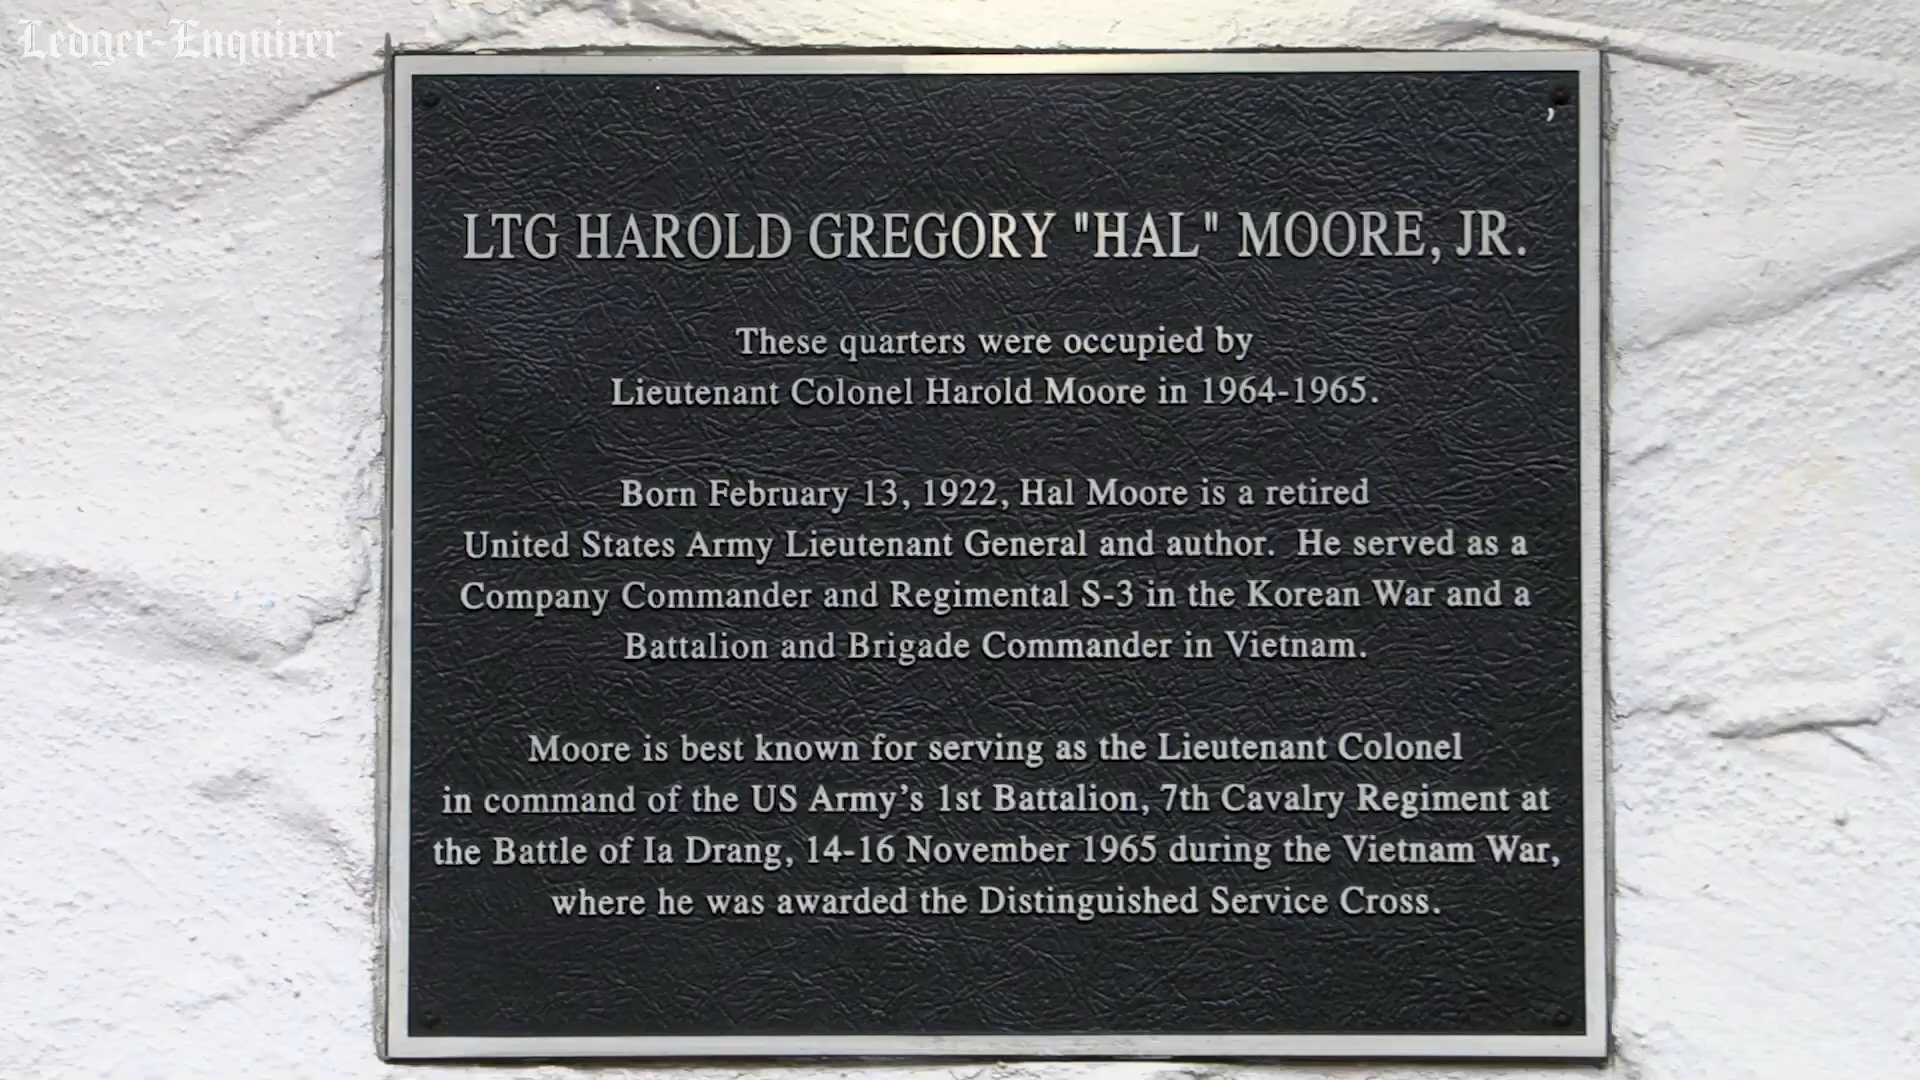 Ledger-Enquirer
LTG HAROLD GREGORY "HAL" MOORE, JR.
These quarters were occupied by
Lieutenant Colonel Harold Moore in 1964-1965.
Born February 13, 1922, Hal Moore is a retired
United States Army Lieutenant General and author.  He served as a
Company Commander and Regimental S-3 in the Korean War and a
Battalion and Brigade Commander in Vietnam.
Moore is best known for serving as the Lieutenant Colonel
in command of the US Army’s 1st Battalion, 7th Cavalry Regiment at
the Battle of Ia Drang, 14-16 November 1965 during the Vietnam War,
where he was awarded the Distinguished Service Cross.